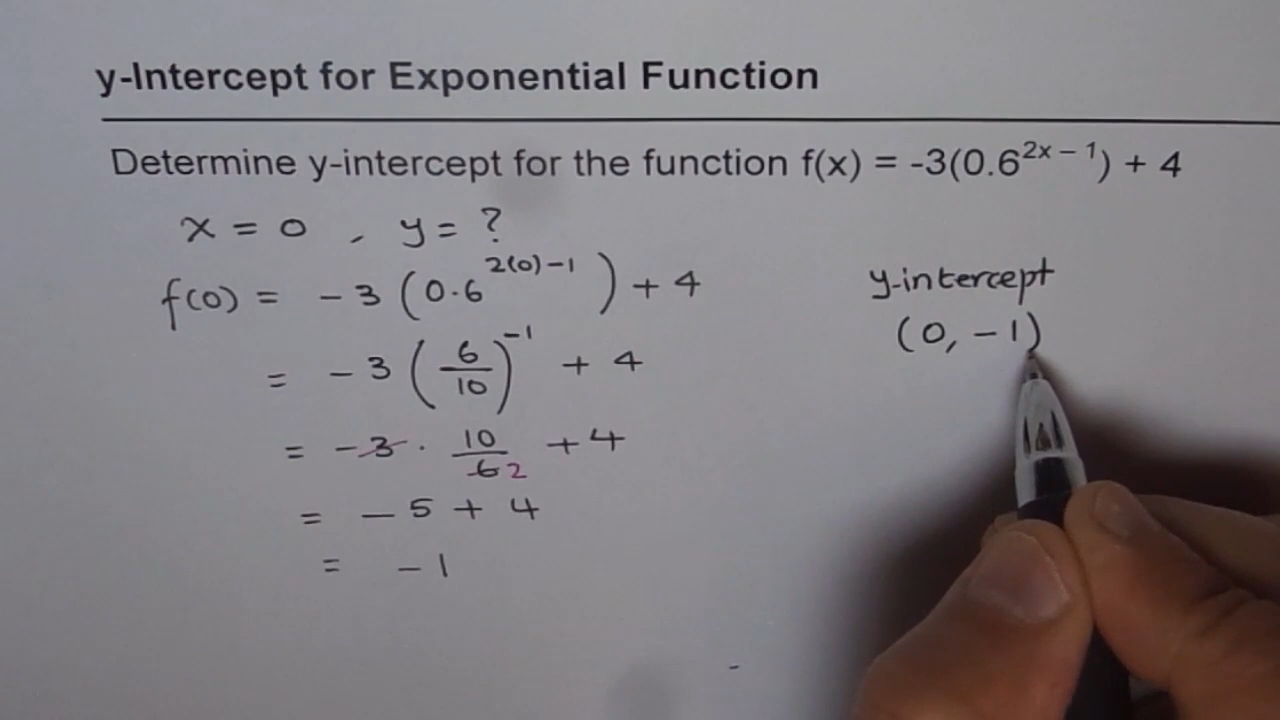 y-Intercept for Exponential Function
Determine y-intercept for the function f(x) = -3(0.6^{2x – 1}) + 4
x = 0 , y = ?
f(0) = -3 (0.6^{2(0)-1}) + 4
= -3 (6/10)^{-1} + 4
= -3 · 10/6 2 + 4
= -5 + 4
= -1
y-intercept
(0, -1)